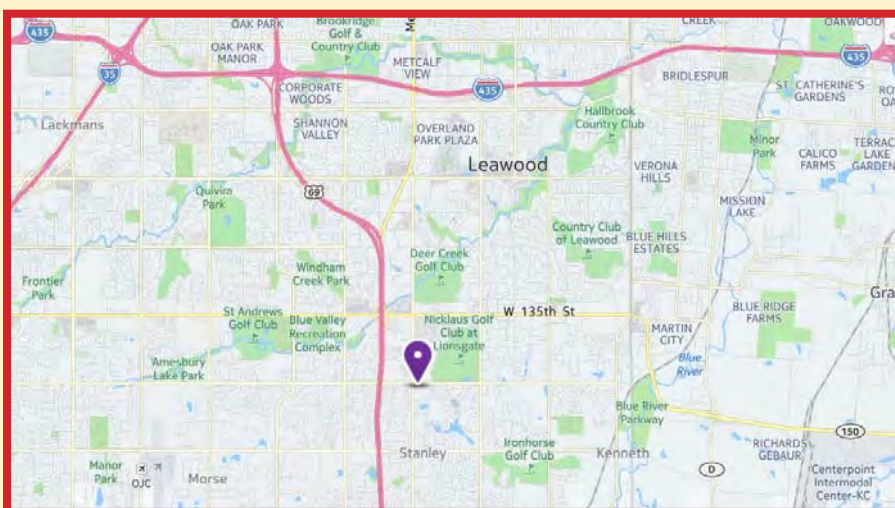 OAK PARK
Brookridge
Golf &
Country Club
CREEK
OAKWOOD
435
OAK PARK
MANOR
METCALF
VIEW
435
35
435
BRIDLESPUR
ST. CATHERINE'S
GARDENS
CORPORATE
WOODS
Hallbrook
Country Club
Lackmans
SHANNON
VALLEY
OVERLAND
PARK PLAZA
Minor
Park
CALICO
FARMS
TERRAC
LAKE
GARDEN
Leawood
VERONA
HILLS
69
Quivira
Park
MISSION
LAKE
Country Club
of Leawood
BLUE HILLS
ESTATES
Deer Creek
Golf Club
Windham
Creek Park
Frontier
Park
Gra
St Andrews
Golf Club
Blue Valley
Recreation
Complex
Nicklaus Golf
Club at
Lionsgate
W 135th St
BLUE RIDGE
FARMS
MARTIN
CITY
Amesbury
Lake Park
Blue
River
Blue River
Parkway
150
Stanley
Ironhorse
Golf Club
Kenneth
RICHARDS
GEBAUR
Manor
Park
OJC
Morse
D
Centerpoint
Intermodal
Center-KC